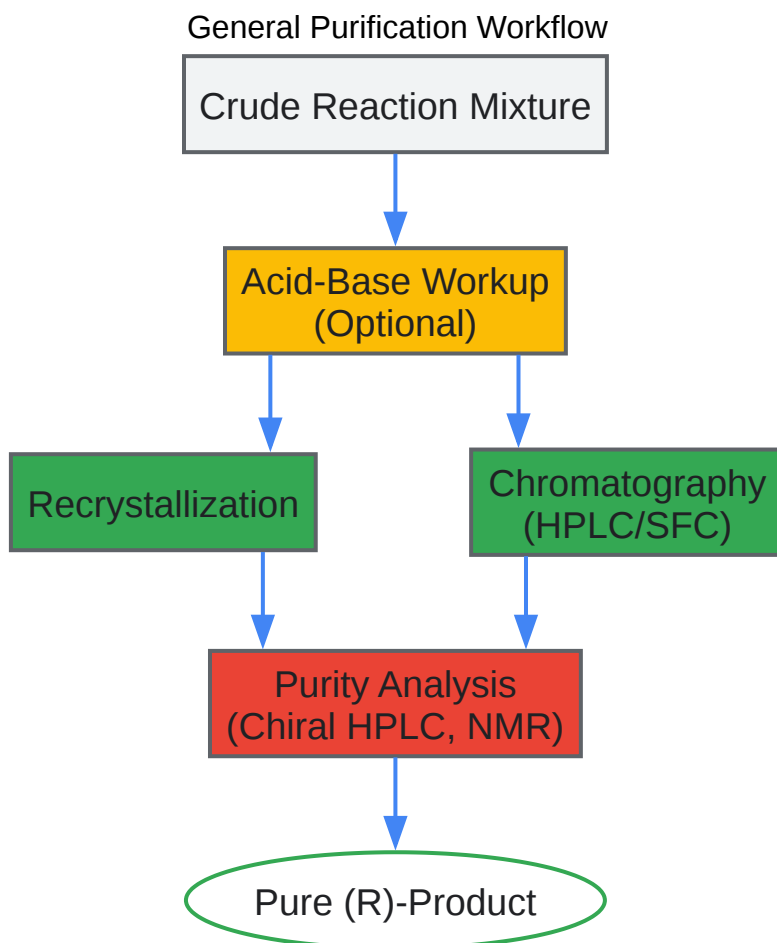 General Purification Workflow
Crude Reaction Mixture
Acid-Base Workup
(Optional)
Recrystallization
Chromatography
(HPLC/SFC)
Purity Analysis
(Chiral HPLC, NMR)
Pure (R)-Product